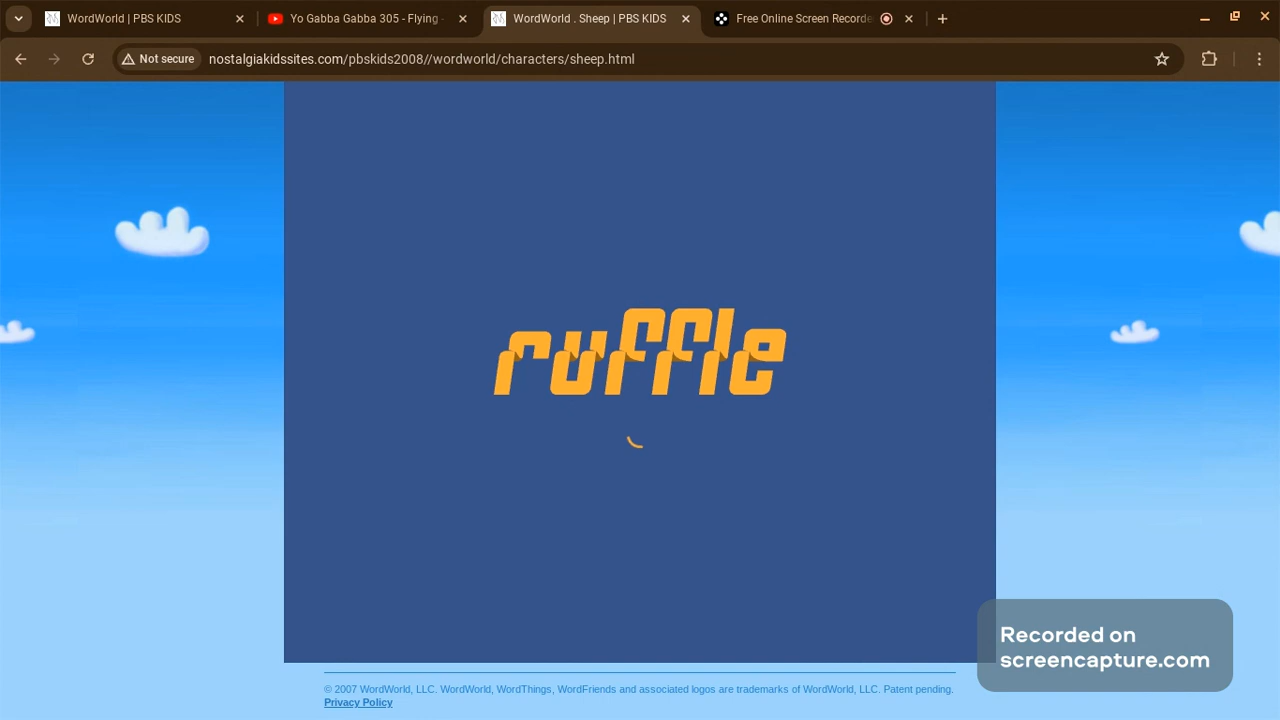 WordWorld | PBS KIDS
Yo Gabba Gabba 305 - Flying
WordWorld . Sheep | PBS KIDS
Free Online Screen Recorde
Not secure
nostalgiakidssites.com/pbskids2008//wordworld/characters/sheep.html
ruffle
Recorded on
screencapture.com
© 2007 WordWorld, LLC. WordWorld, WordThings, WordFriends and associated logos are trademarks of WordWorld, LLC. Patent pending.
Privacy Policy